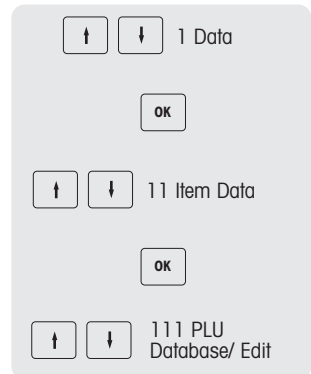 1 Data
OK
11 Item Data
OK
111 PLU
Database/ Edit